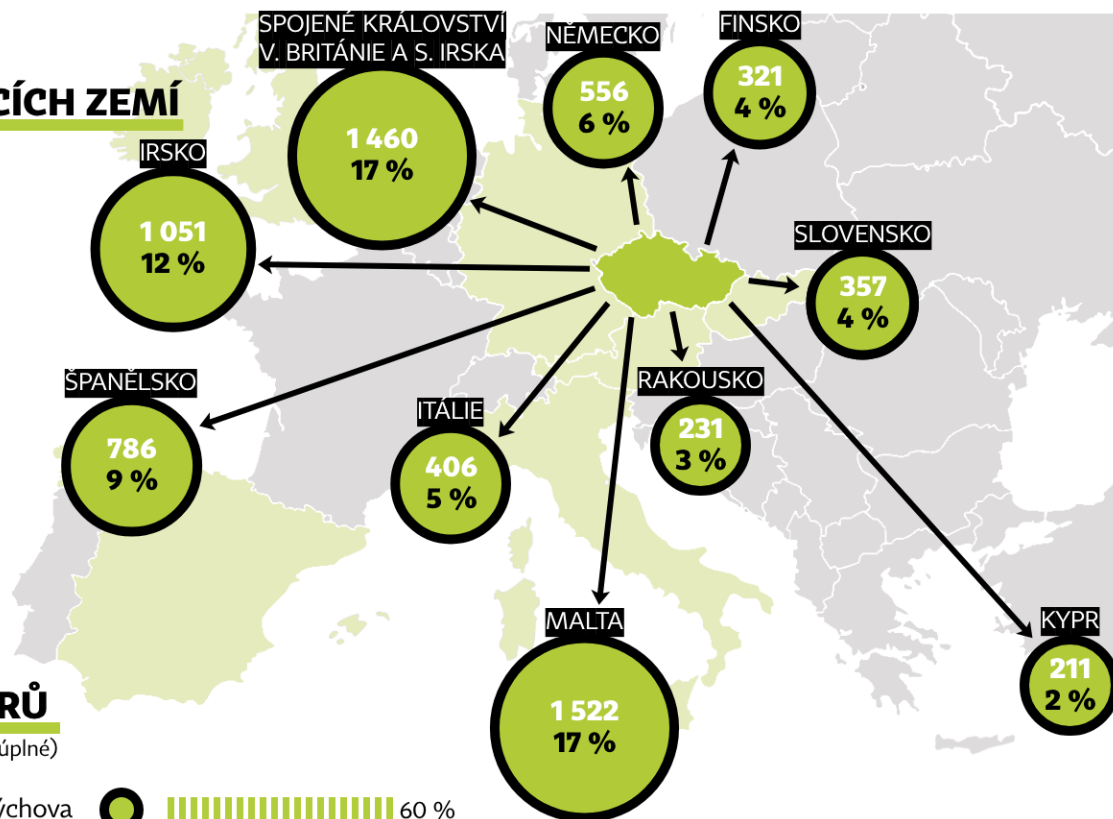 SPOJENÉ KRÁLOVSTVÍ
V. BRITÁNIE A S. IRSKA
1 460
17 %
NĚMECKO
556
6 %
FINSKO
321
4 %
CÍCH ZEMÍ
IRSKO
1 051
12 %
SLOVENSKO
357
4 %
ŠPANĚLSKO
786
9 %
ITÁLIE
406
5 %
RAKOUSKO
231
3 %
MALTA
1 522
17 %
KYPR
211
2 %
RŮ
úplné)
ýchova
60 %